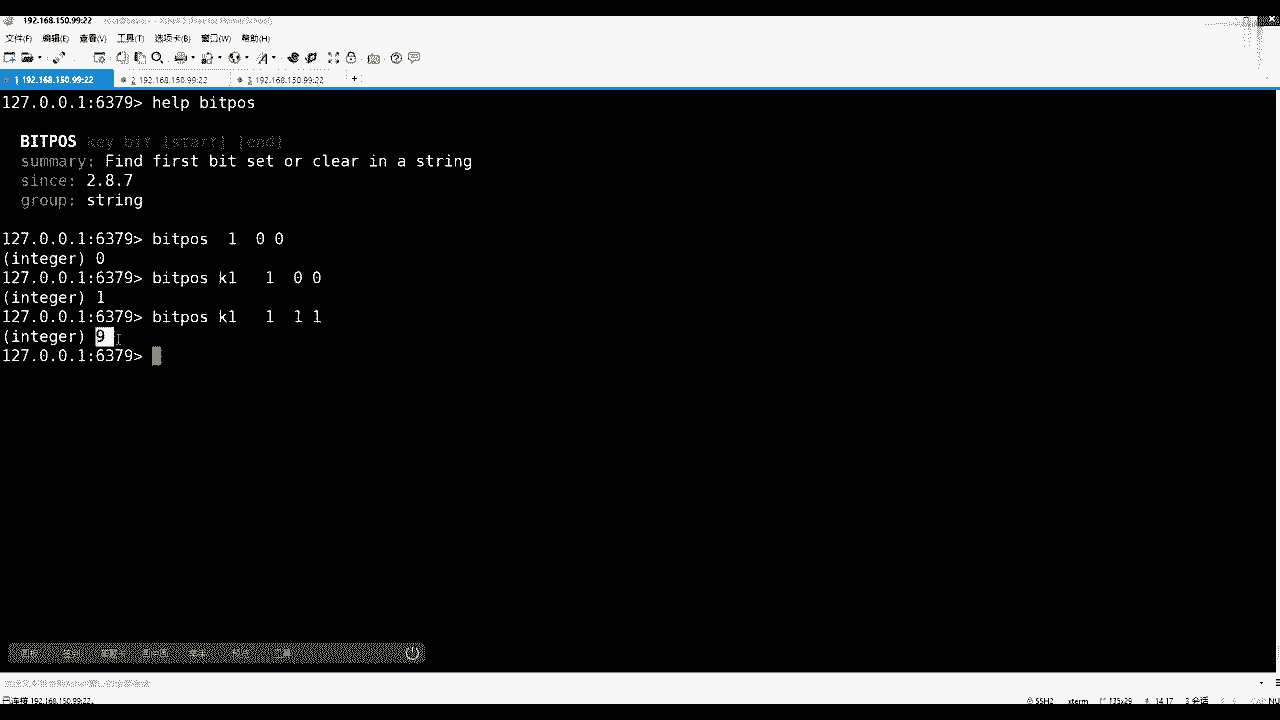 192.168.150.99:22
文件(F) 编辑(E) 查看(V) 工具(T) 选项卡(B) 窗口(W) 帮助(H)
1 192.168.150.99:22 2 192.168.150.99:22 3 192.168.150.99:22 +
127.0.0.1:6379> help bitpos
BITPOS key bit [start] [end]
summary: Find first bit set or clear in a string
since: 2.8.7
group: string
127.0.0.1:6379> bitpos 1 0 0
(integer) 0
127.0.0.1:6379> bitpos k1 1 0 0
(integer) 1
127.0.0.1:6379> bitpos k1 1 1 1
(integer) 9
127.0.0.1:6379>
已连接 192.168.150.99:22。 SSH2 xterm 135x29 14,17 3 会话 CAP NU